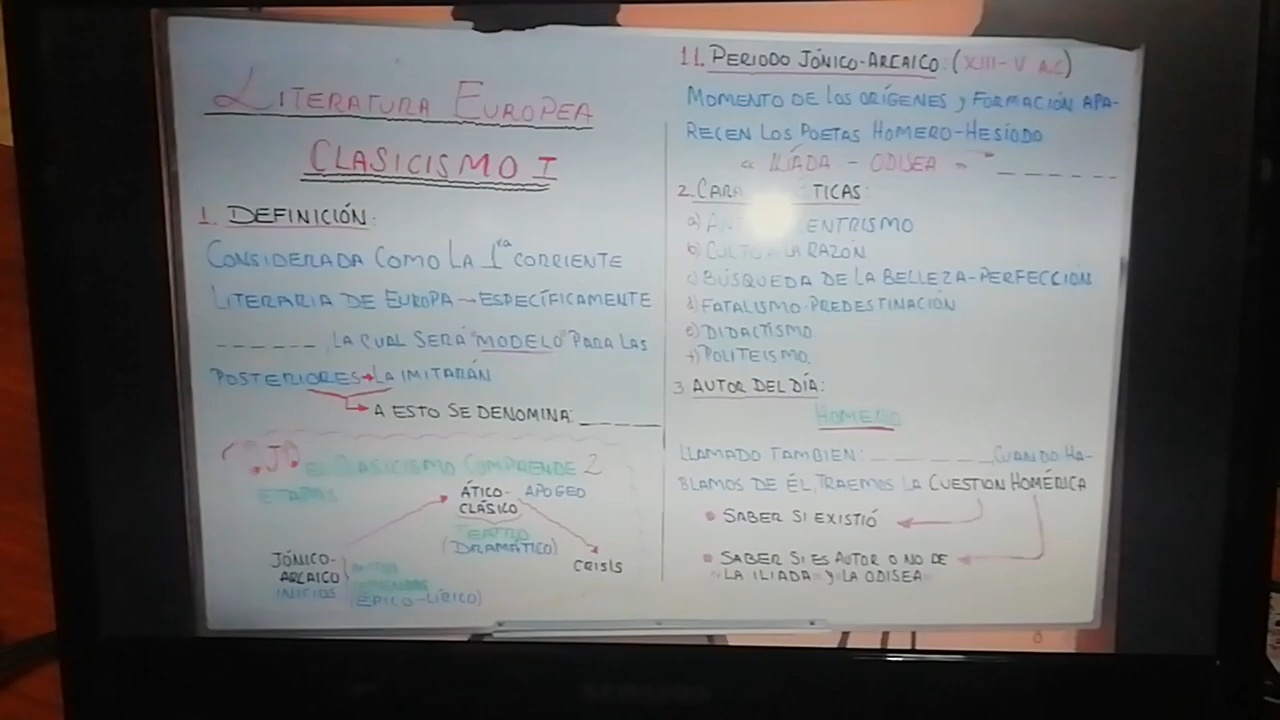 LITERATURA EUROPEA
CLASICISMO I
1. DEFINICIÓN:
CONSIDERADA COMO LA 1ra CORRIENTE
LITERARIA DE EUROPA → ESPECÍFICAMENTE
_ _ _ _ _ _ , LA CUAL SERÁ "MODELO" PARA LAS
POSTERIORES → LA IMITARÁN
A ESTO SE DENOMINA: _ _ _ _ _
EL CLASICISMO COMPRENDE 2
ETAPAS
ÁTICO- APOGEO
CLÁSICO
TEATRO
(DRAMÁTICO)
CRISIS
JÓNICO-
ARCAICO
INICIOS
(ÉPICO-LÍRICO)
1.1. PERIODO JÓNICO-ARCAICO: (XIII-V A.C)
MOMENTO DE LOS ORÍGENES y FORMACIÓN APA-
RECEN LOS POETAS HOMERO-HESÍODO
" ILÍADA - ODISEA " _ _ _ _ _ _ _
2. CARA TICAS:
a) ENTRISMO
b) CULTO LA RAZÓN
c) BÚSQUEDA DE LA BELLEZA-PERFECCIÓN
d) FATALISMO-PREDESTINACIÓN
e) DIDACTISMO
f) POLITEISMO.
3. AUTOR DEL DÍA:
HOMERO
LLAMADO TAMBIEN: _ _ _ _ _ _ CUANDO HA-
BLAMOS DE ÉL, TRAEMOS LA CUESTION HOMÉRICA
• SABER SI EXISTIÓ
• SABER SI ES AUTOR O NO DE
"LA ILIADA" y "LA ODISEA"